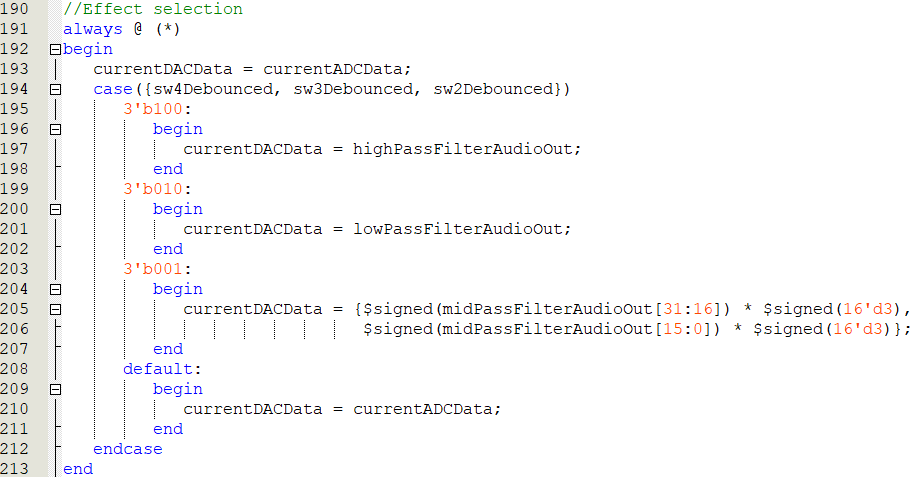 190 //Effect selection
191 always @ (*)
192 begin
193 currentDACData = currentADCData;
194 case({sw4Debounced, sw3Debounced, sw2Debounced})
195 3'b100:
196 begin
197 currentDACData = highPassFilterAudioOut;
198 end
199 3'b010:
200 begin
201 currentDACData = lowPassFilterAudioOut;
202 end
203 3'b001:
204 begin
205 currentDACData = {$signed(midPassFilterAudioOut[31:16]) * $signed(16'd3),
206 $signed(midPassFilterAudioOut[15:0]) * $signed(16'd3)};
207 end
208 default:
209 begin
210 currentDACData = currentADCData;
211 end
212 endcase
213 end